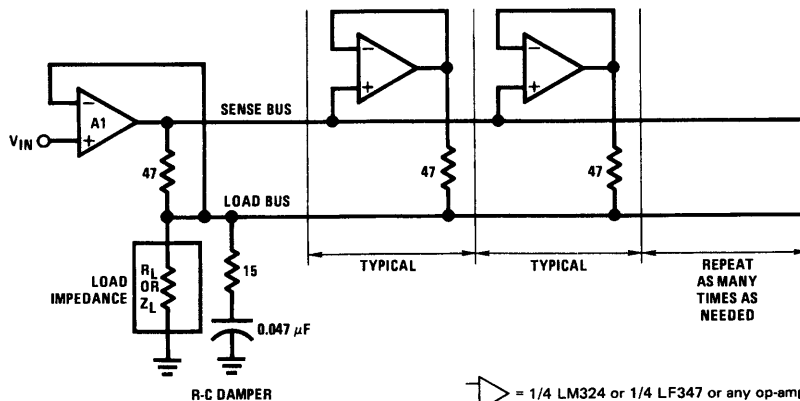 −
+
−
+
−
A1
VIN
+
SENSE BUS
47
47
47
LOAD BUS
LOAD
IMPEDANCE
RL
OR
ZL
15
0.047 μF
R-C DAMPER
TYPICAL
TYPICAL
REPEAT
AS MANY
TIMES AS
NEEDED
= 1/4 LM324 or 1/4 LF347 or any op-amp